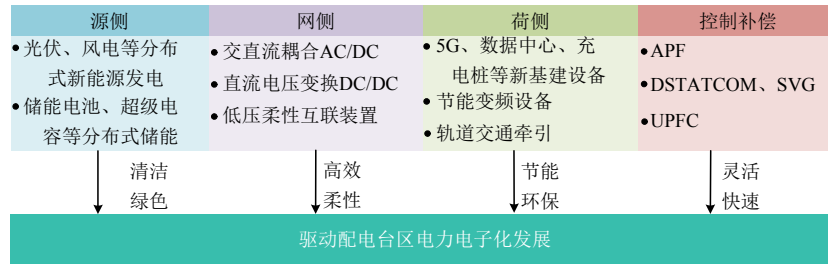 源侧
•光伏、风电等分布
式新能源发电
•储能电池、超级电
容等分布式储能
网侧
•交直流耦合AC/DC
•直流电压变换DC/DC
•低压柔性互联装置
荷侧
•5G、数据中心、充
电桩等新基建设备
•节能变频设备
•轨道交通牵引
控制补偿
•APF
•DSTATCOM、SVG
•UPFC
清洁
绿色
高效
柔性
节能
环保
灵活
快速
驱动配电台区电力电子化发展